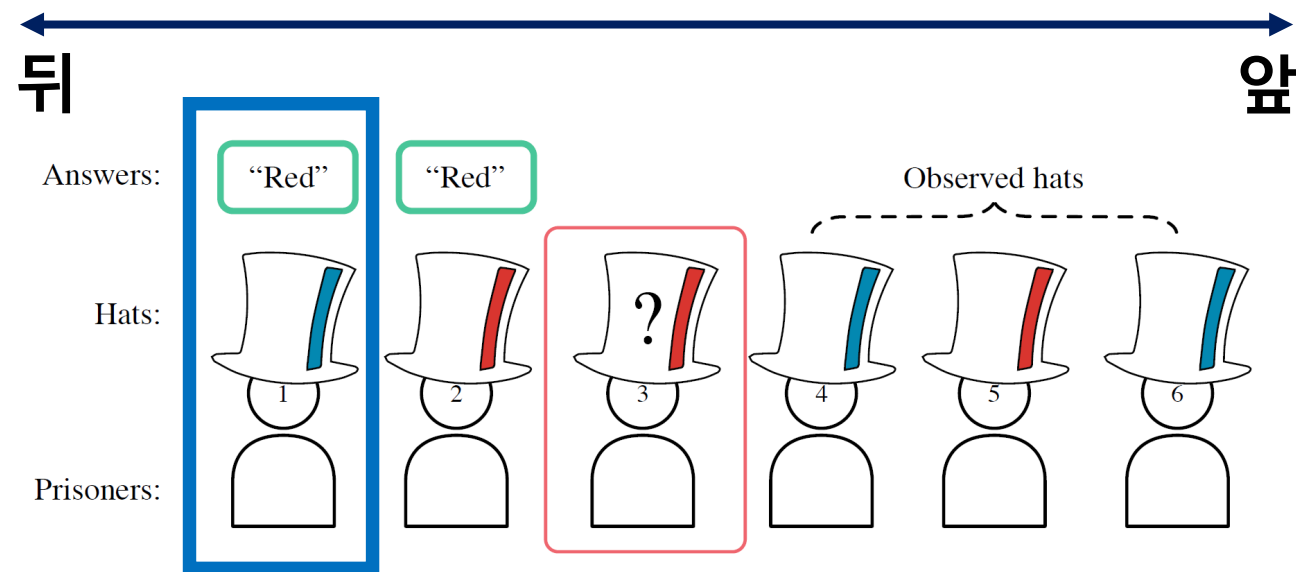 뒤 앞
Answers: “Red” “Red” Observed hats
Hats: ?
1 2 3 4 5 6
Prisoners: